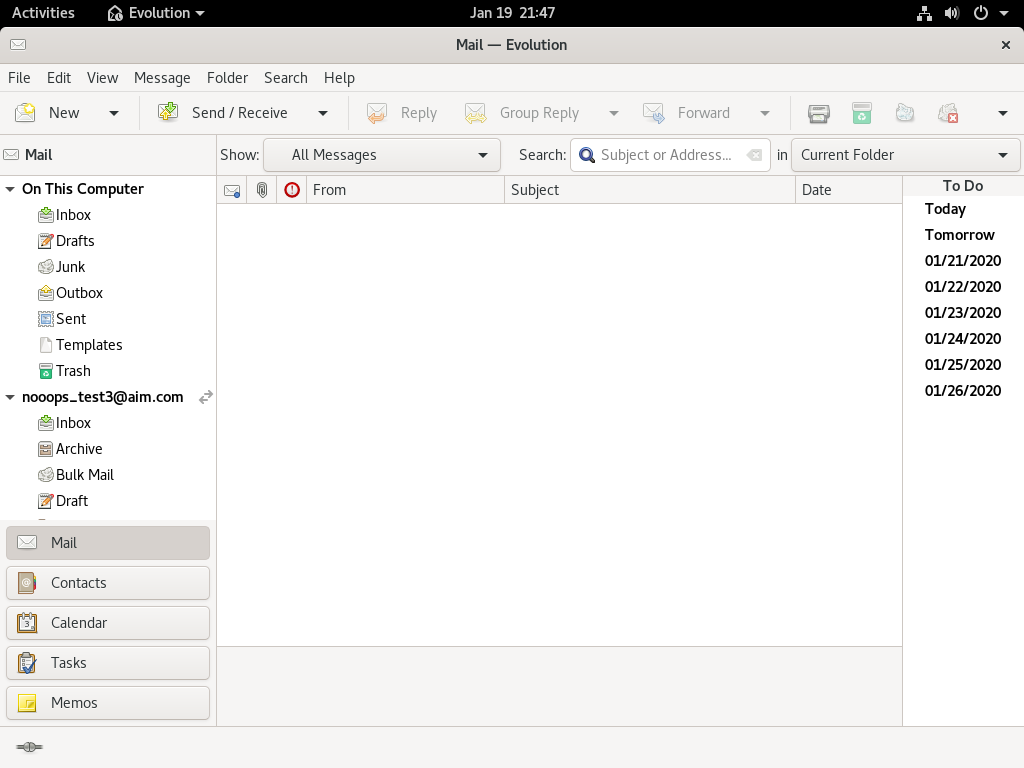 Activities Evolution Jan 19 21:47
Mail — Evolution
File Edit View Message Folder Search Help
New Send / Receive Reply Group Reply Forward
Mail Show: All Messages Search: Subject or Address... in Current Folder
On This Computer
Inbox
Drafts
Junk
Outbox
Sent
Templates
Trash
nooops_test3@aim.com
Inbox
Archive
Bulk Mail
Draft
Mail
Contacts
Calendar
Tasks
Memos
From Subject Date
To Do
Today
Tomorrow
01/21/2020
01/22/2020
01/23/2020
01/24/2020
01/25/2020
01/26/2020